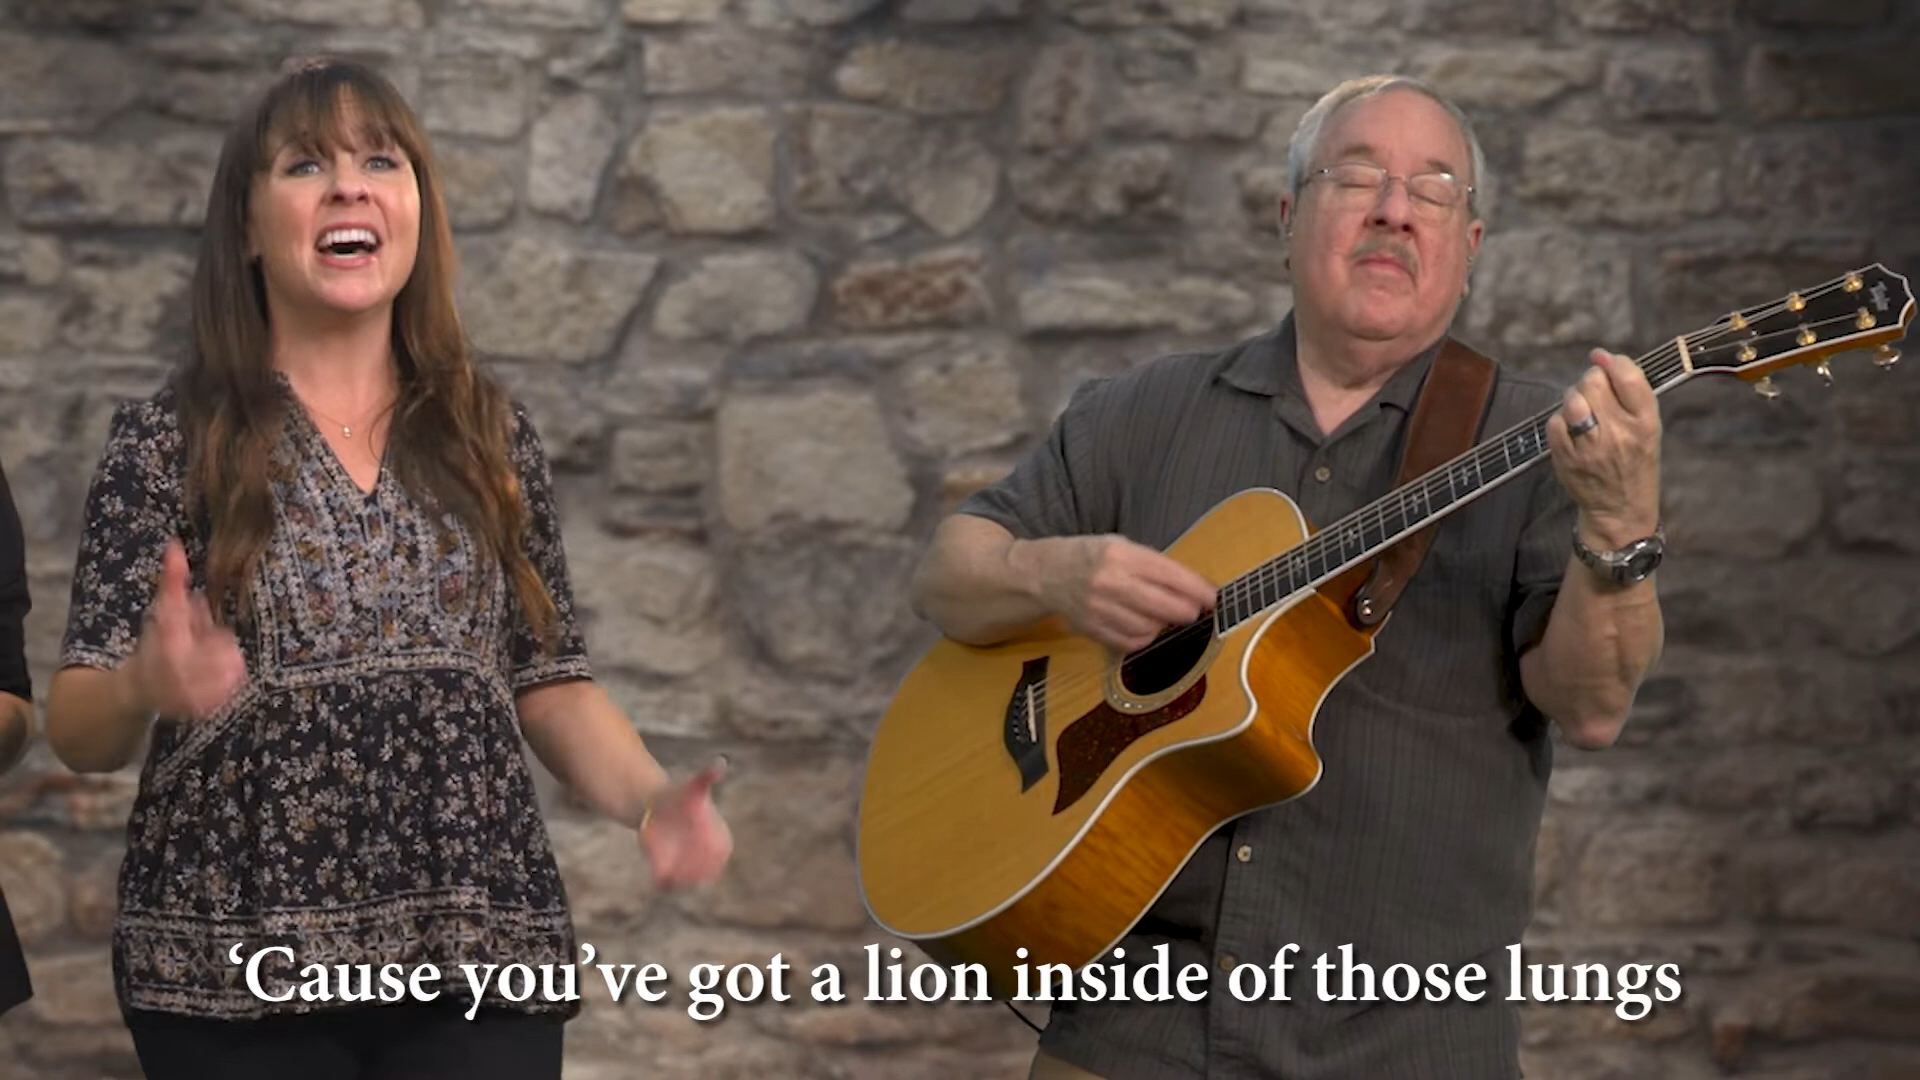 ‘Cause you’ve got a lion inside of those lungs